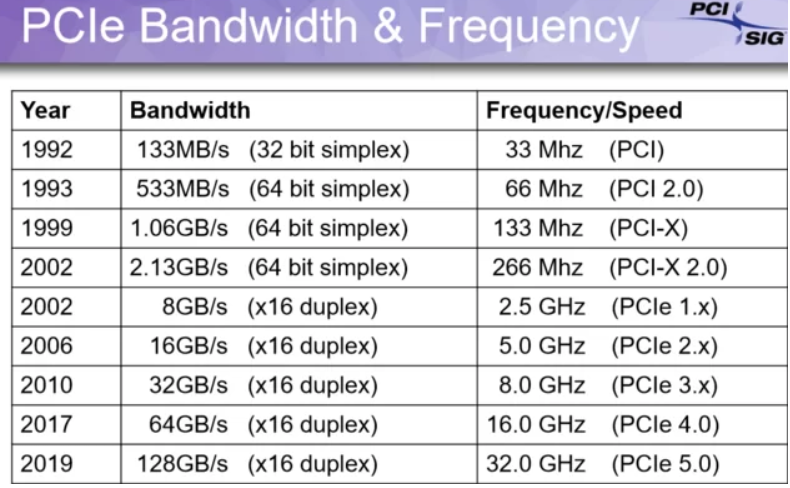 PCIe Bandwidth & Frequency
PCI
SIG
Year Bandwidth Frequency/Speed
1992 133MB/s (32 bit simplex) 33 Mhz (PCI)
1993 533MB/s (64 bit simplex) 66 Mhz (PCI 2.0)
1999 1.06GB/s (64 bit simplex) 133 Mhz (PCI-X)
2002 2.13GB/s (64 bit simplex) 266 Mhz (PCI-X 2.0)
2002 8GB/s (x16 duplex) 2.5 GHz (PCIe 1.x)
2006 16GB/s (x16 duplex) 5.0 GHz (PCIe 2.x)
2010 32GB/s (x16 duplex) 8.0 GHz (PCIe 3.x)
2017 64GB/s (x16 duplex) 16.0 GHz (PCIe 4.0)
2019 128GB/s (x16 duplex) 32.0 GHz (PCIe 5.0)